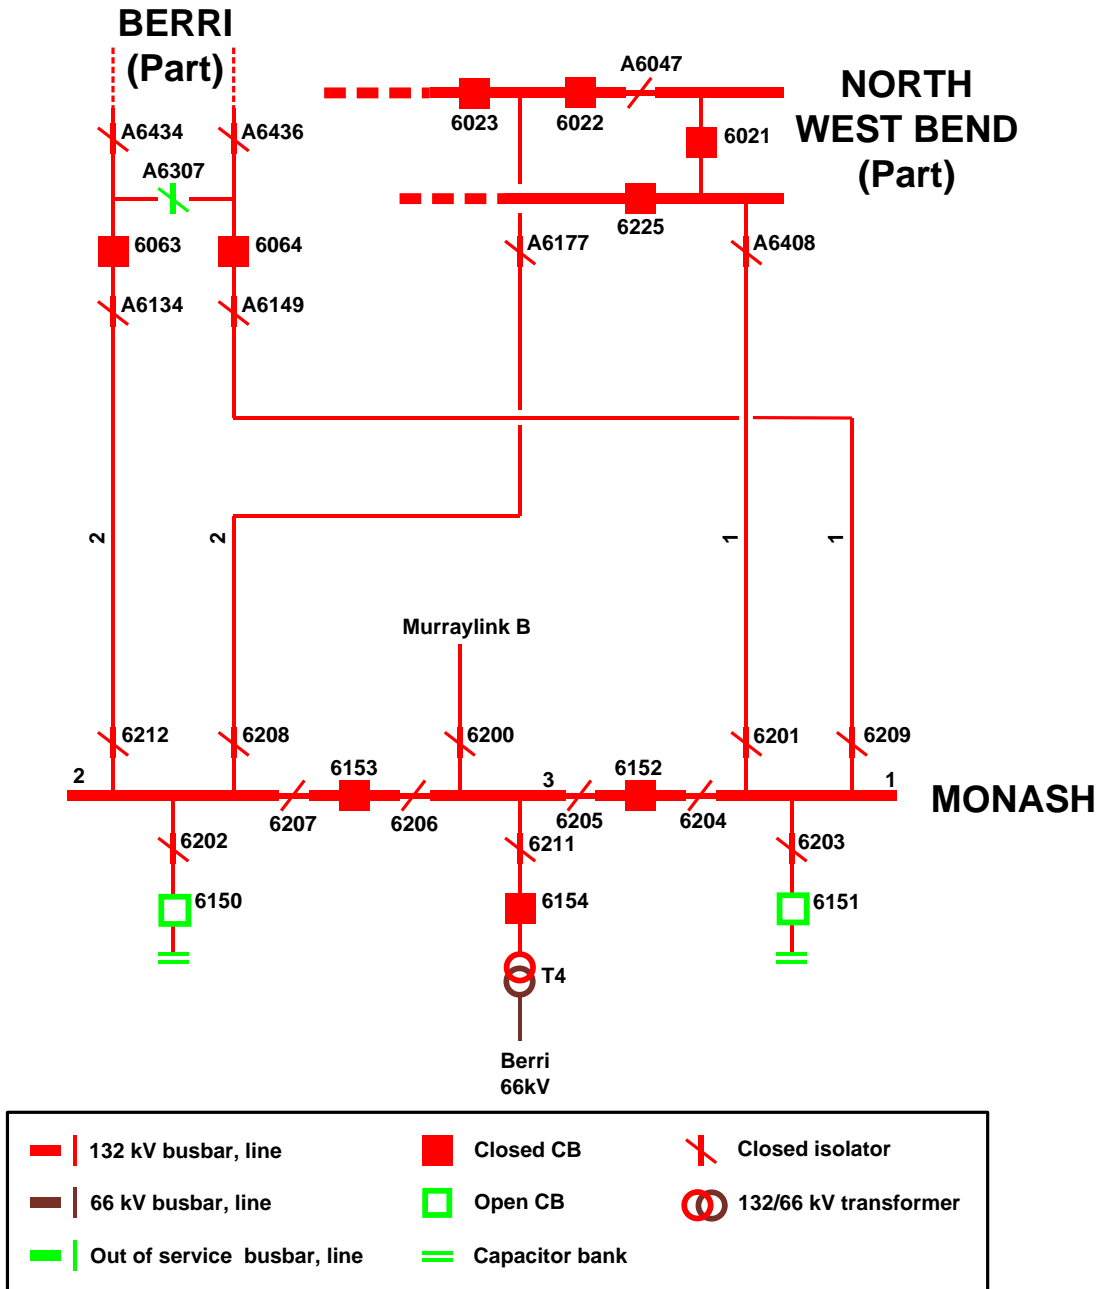 BERRI
(Part)
A6434
A6436
A6307
6063
6064
A6134
A6149
A6047
6023
6022
6021
NORTH
WEST BEND
(Part)
6225
A6177
A6408
2
2
1
1
Murraylink B
6212
6208
6200
6201
6209
2
6153
3
6152
1
MONASH
6207
6206
6205
6204
6202
6211
6203
6150
6154
6151
T4
Berri
66kV
132 kV busbar, line
Closed CB
Closed isolator
66 kV busbar, line
Open CB
132/66 kV transformer
Out of service busbar, line
Capacitor bank